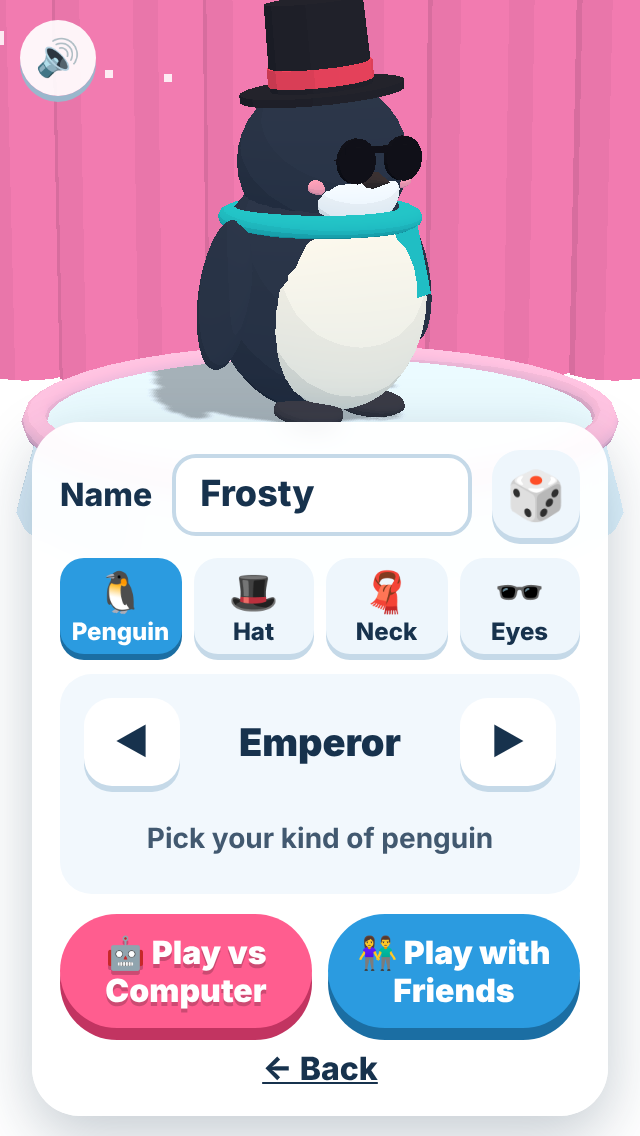 Name
Frosty
Penguin
Hat
Neck
Eyes
Emperor
Pick your kind of penguin
Play vs
Computer
Play with
Friends
← Back